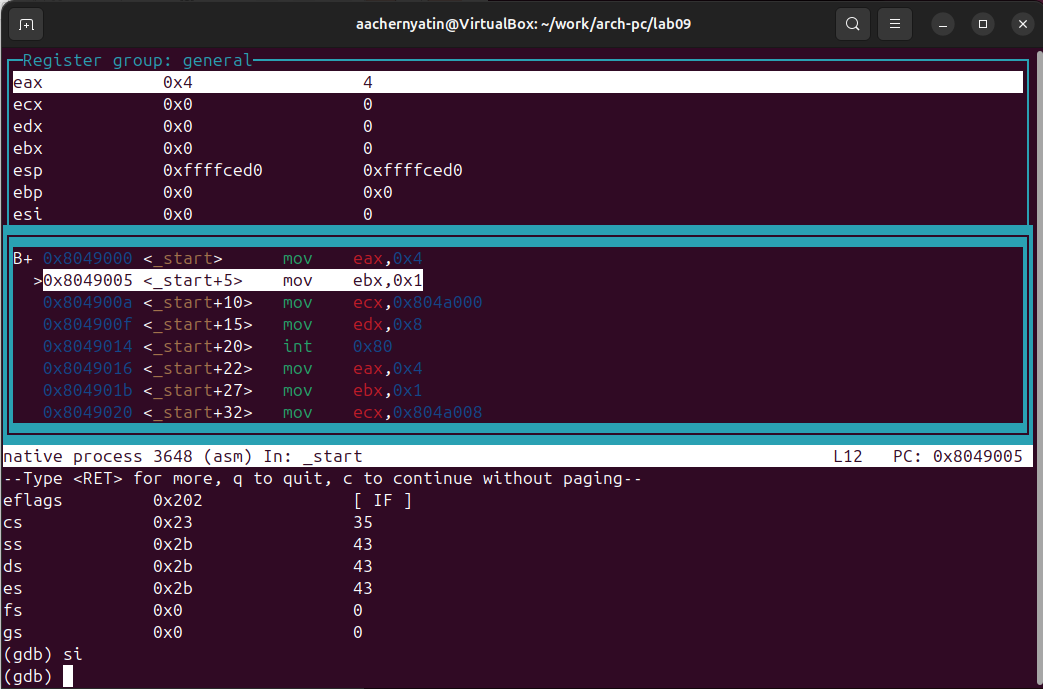 aachernyatin@VirtualBox: ~/work/arch-pc/lab09
Register group: general
eax 0x4 4
ecx 0x0 0
edx 0x0 0
ebx 0x0 0
esp 0xffffced0 0xffffced0
ebp 0x0 0x0
esi 0x0 0
B+ 0x8049000 <_start> mov eax,0x4
>0x8049005 <_start+5> mov ebx,0x1
0x804900a <_start+10> mov ecx,0x804a000
0x804900f <_start+15> mov edx,0x8
0x8049014 <_start+20> int 0x80
0x8049016 <_start+22> mov eax,0x4
0x804901b <_start+27> mov ebx,0x1
0x8049020 <_start+32> mov ecx,0x804a008
native process 3648 (asm) In: _start L12 PC: 0x8049005
--Type <RET> for more, q to quit, c to continue without paging--
eflags 0x202 [ IF ]
cs 0x23 35
ss 0x2b 43
ds 0x2b 43
es 0x2b 43
fs 0x0 0
gs 0x0 0
(gdb) si
(gdb)